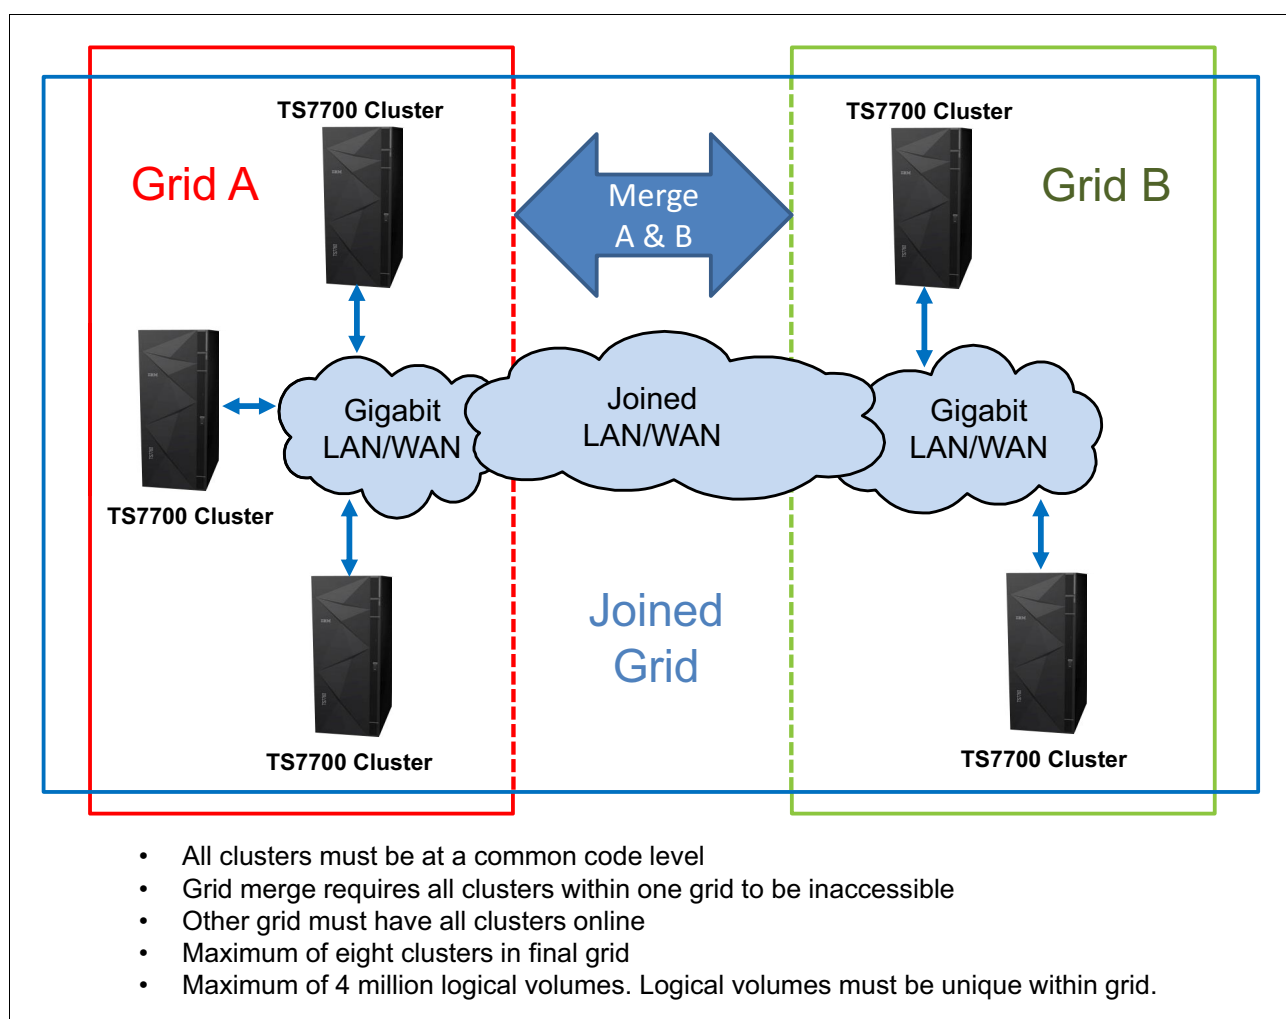 TS7700 Cluster
TS7700 Cluster
Grid A
Merge
A & B
Grid B
Gigabit
LAN/WAN
Joined
LAN/WAN
Gigabit
LAN/WAN
TS7700 Cluster
Joined
Grid
TS7700 Cluster
TS7700 Cluster
• All clusters must be at a common code level
• Grid merge requires all clusters within one grid to be inaccessible
• Other grid must have all clusters online
• Maximum of eight clusters in final grid
• Maximum of 4 million logical volumes. Logical volumes must be unique within grid.